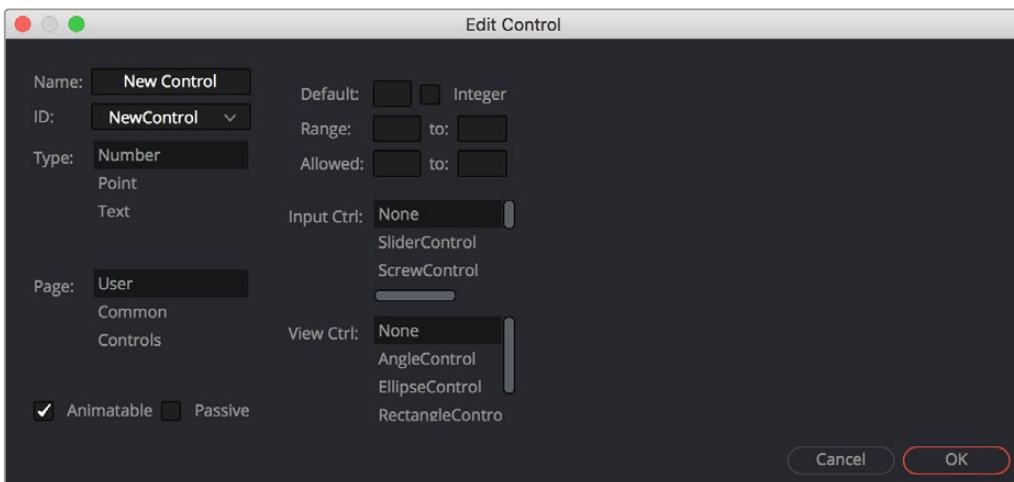 Edit Control
Name: New Control
ID: NewControl
Type: Number
Point
Text
Page: User
Common
Controls
Animatable Passive
Default: Integer
Range: to:
Allowed: to:
Input Ctrl: None
SliderControl
ScrewControl
View Ctrl: None
AngleControl
EllipseControl
RectangleContro
Cancel OK